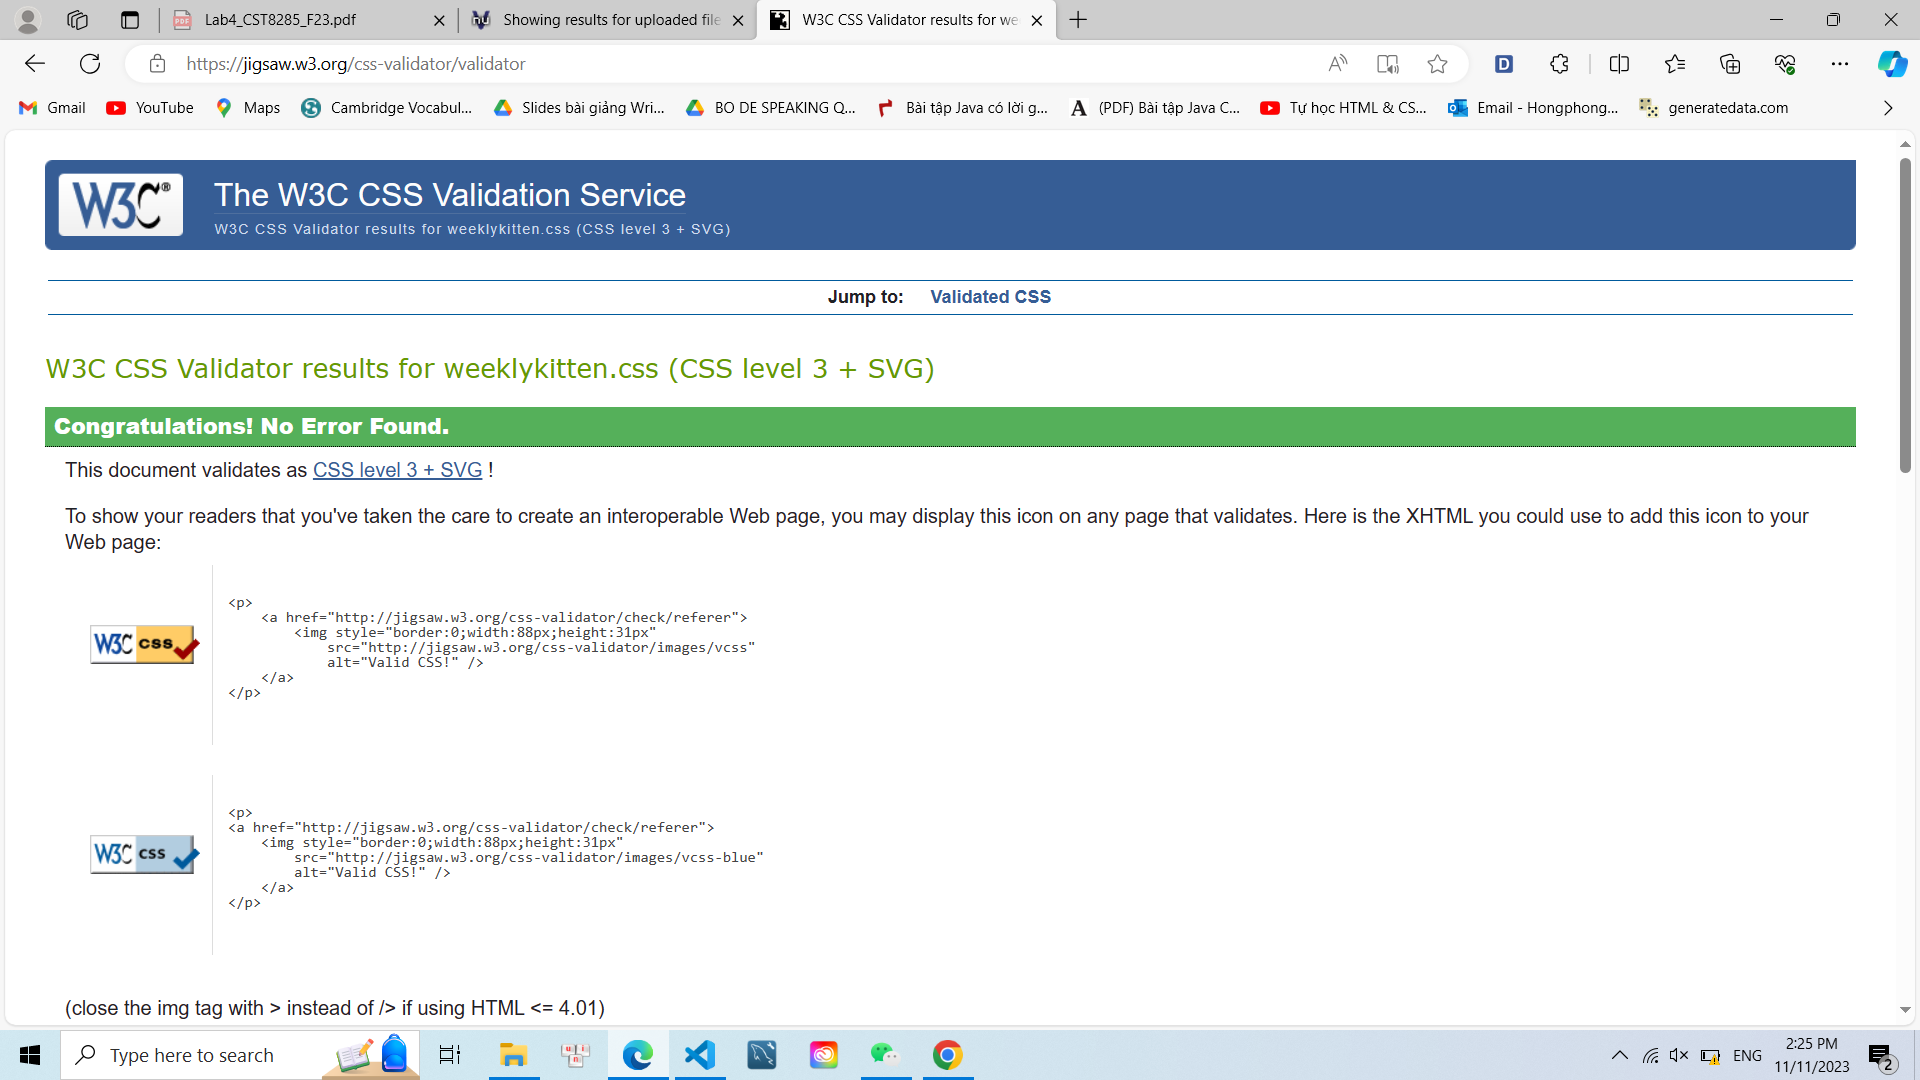 Lab4_CST8285_F23.pdf
Showing results for uploaded file
W3C CSS Validator results for we
https://jigsaw.w3.org/css-validator/validator
Gmail
YouTube
Maps
Cambridge Vocabul...
Slides bài giảng Wri...
BO DE SPEAKING Q...
Bài tập Java có lời g...
(PDF) Bài tập Java C...
Tự học HTML & CS...
Email - Hongphong...
generatedata.com
W3C®
The W3C CSS Validation Service
W3C CSS Validator results for weeklykitten.css (CSS level 3 + SVG)
Jump to: Validated CSS
W3C CSS Validator results for weeklykitten.css (CSS level 3 + SVG)
Congratulations! No Error Found.
This document validates as CSS level 3 + SVG !
To show your readers that you've taken the care to create an interoperable Web page, you may display this icon on any page that validates. Here is the XHTML you could use to add this icon to your
Web page:
W3C css
<p>
    <a href="http://jigsaw.w3.org/css-validator/check/referer">
        <img style="border:0;width:88px;height:31px"
            src="http://jigsaw.w3.org/css-validator/images/vcss"
            alt="Valid CSS!" />
    </a>
</p>
W3C css
<p>
<a href="http://jigsaw.w3.org/css-validator/check/referer">
    <img style="border:0;width:88px;height:31px"
        src="http://jigsaw.w3.org/css-validator/images/vcss-blue"
        alt="Valid CSS!" />
    </a>
</p>
(close the img tag with > instead of /> if using HTML <= 4.01)
Type here to search
ENG
2:25 PM
11/11/2023
2